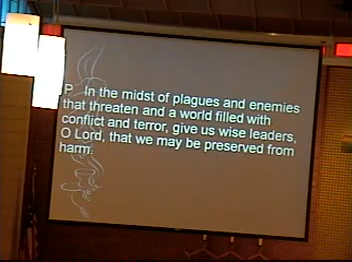 P   In the midst of plagues and enemies
that threaten and a world filled with
conflict and terror, give us wise leaders,
O Lord, that we may be preserved from
harm.